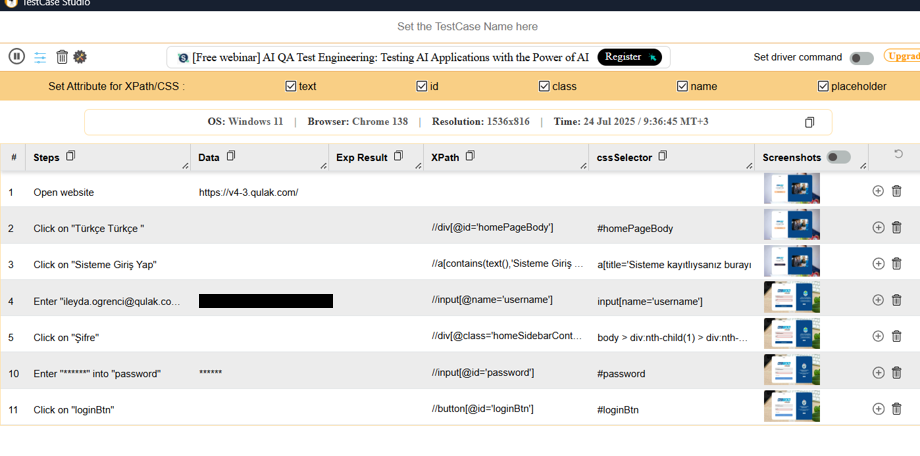 TestCase Studio
Set the TestCase Name here
[Free webinar] AI QA Test Engineering: Testing AI Applications with the Power of AI Register Set driver command
Set Attribute for XPath/CSS : text id class name placeholder
OS: Windows 11 | Browser: Chrome 138 | Resolution: 1536x816 | Time: 24 Jul 2025 / 9:36:45 MT+3
# Steps Data Exp Result XPath cssSelector Screenshots
1 Open website https://v4-3.qulak.com/
2 Click on "Türkçe Türkçe " //div[@id='homePageBody'] #homePageBody
3 Click on "Sisteme Giriş Yap" //a[contains(text(),'Sisteme Giriş ... a[title='Sisteme kayıtlıysanız burayı
4 Enter "ileyda.ogrenci@qulak.co... //input[@name='username'] input[name='username']
5 Click on "Şifre" //div[@class='homeSidebarCont... body > div:nth-child(1) > div:nth-...
10 Enter "******" into "password" ****** //input[@id='password'] #password
11 Click on "loginBtn" //button[@id='loginBtn'] #loginBtn